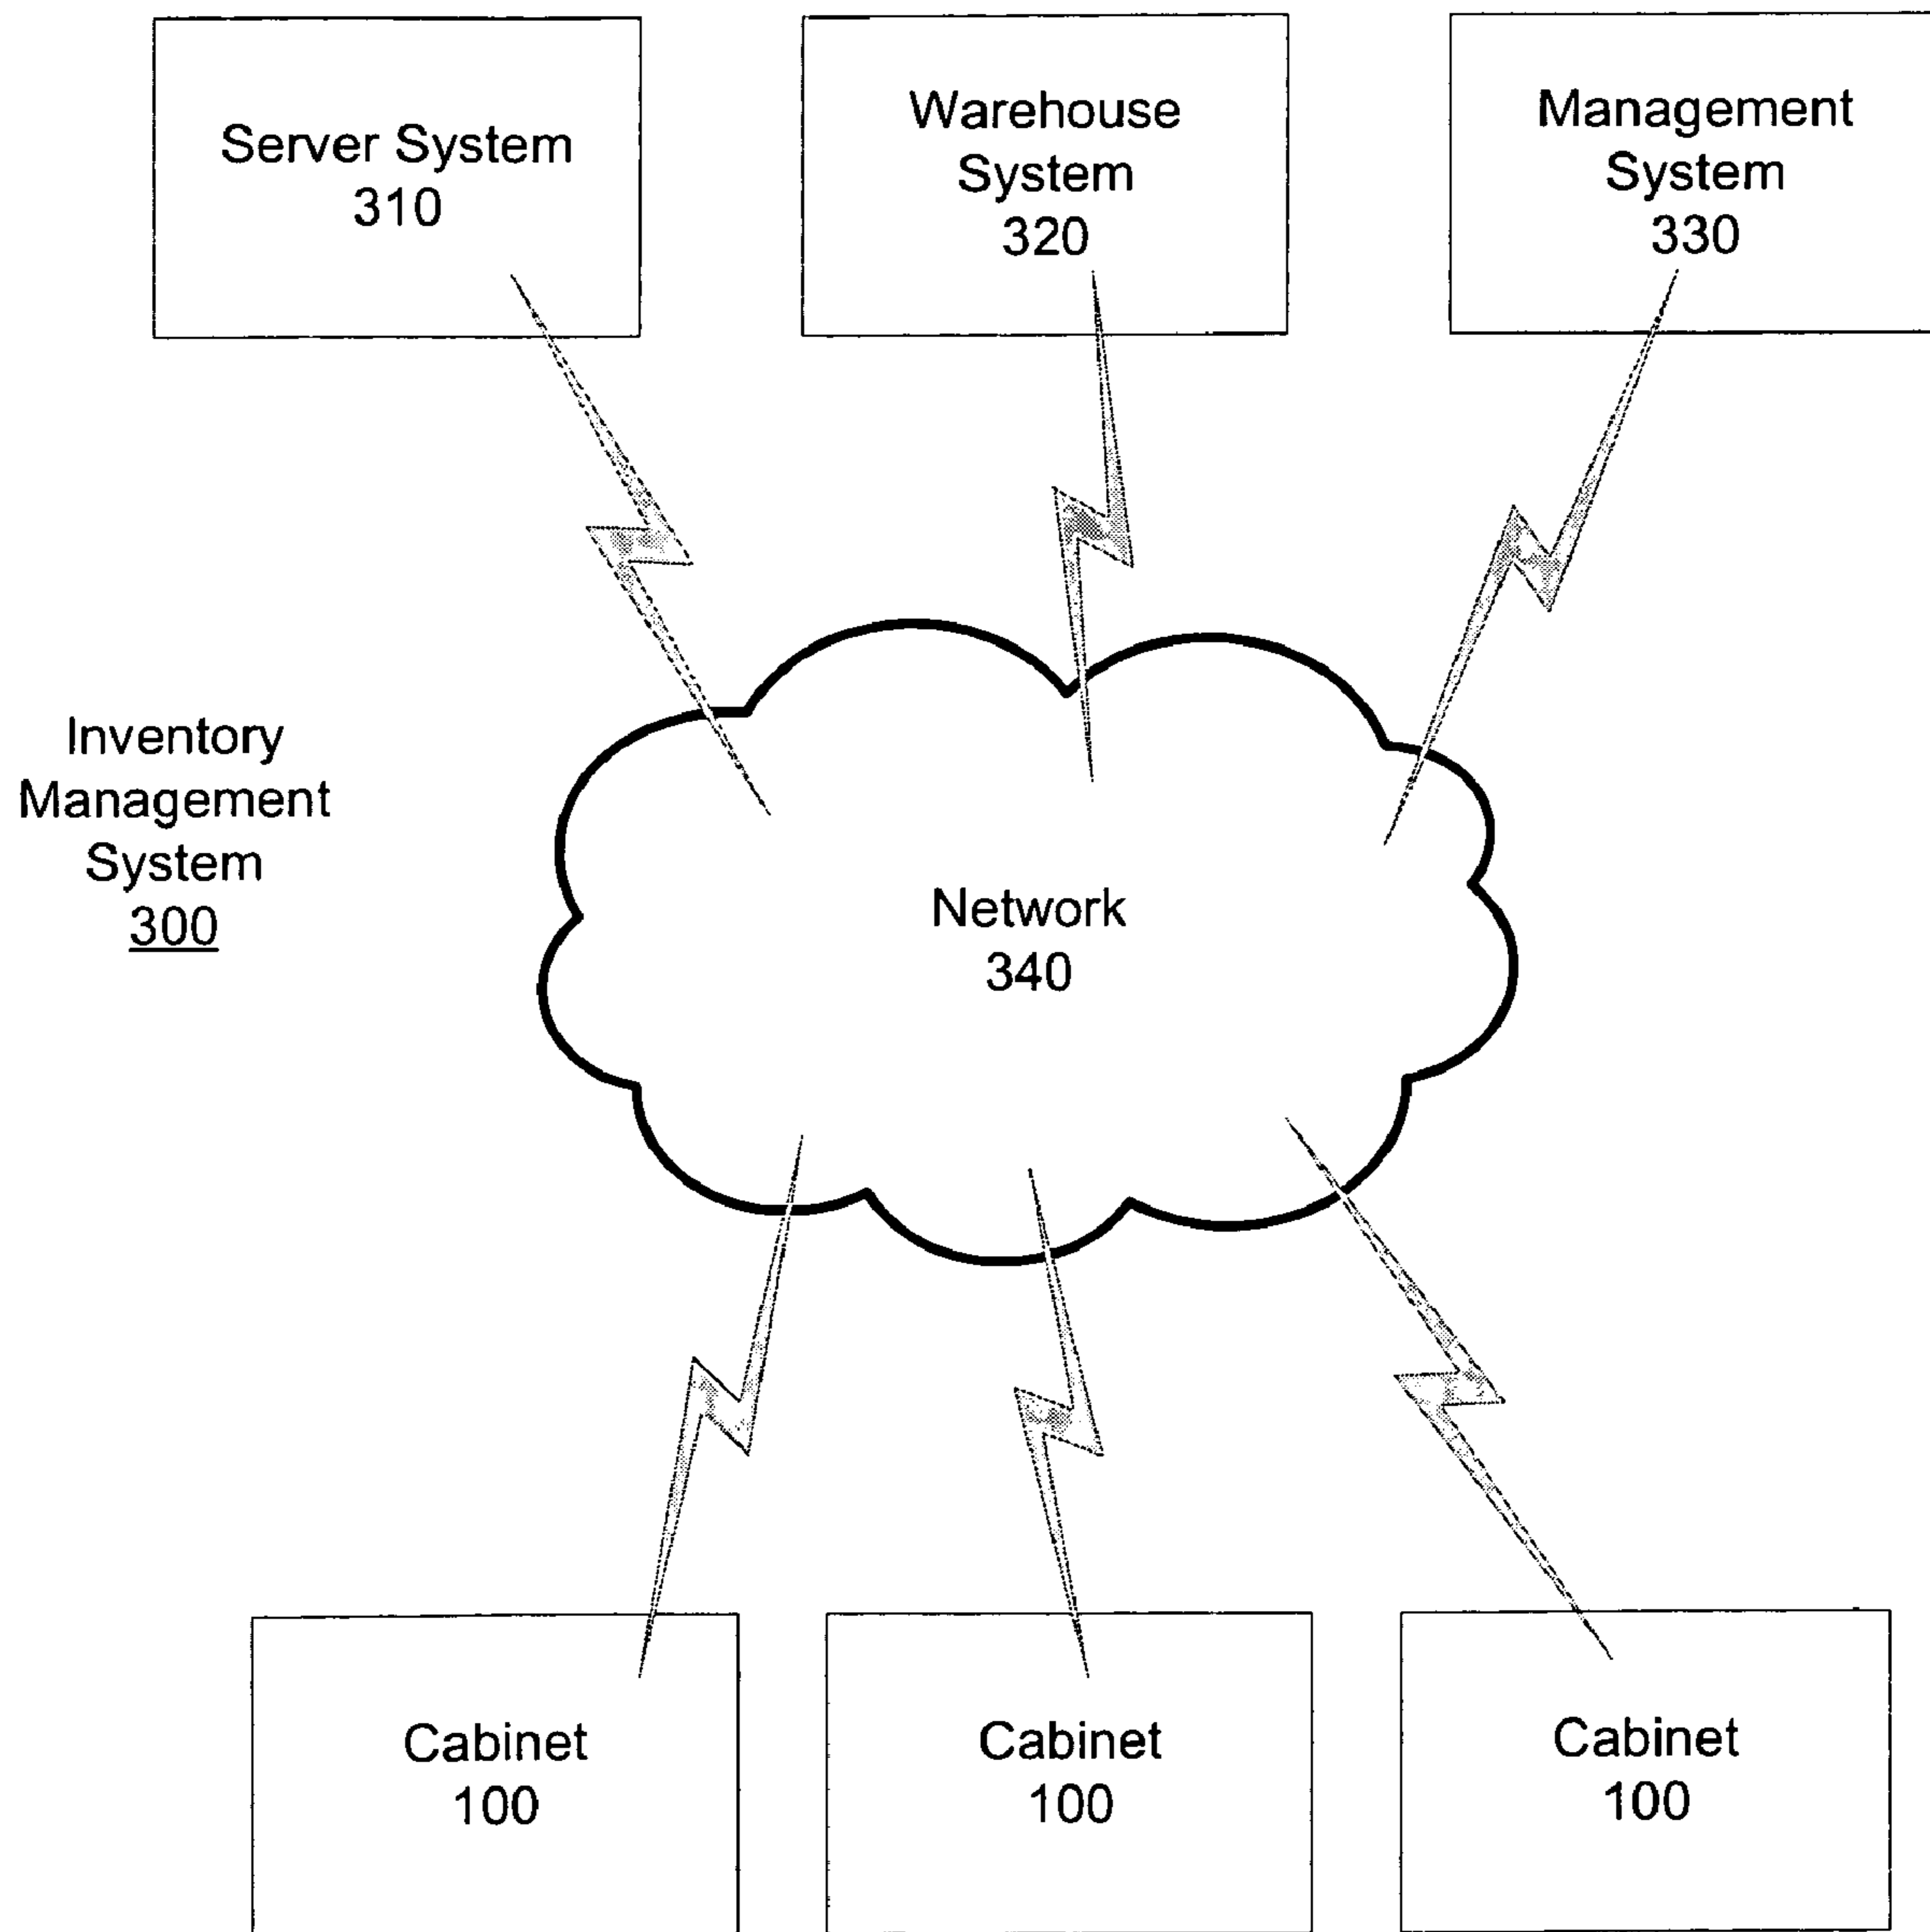 Server System
310
Warehouse
System
320
Management
System
330
Inventory
Management
System
300
Network
340
Cabinet
100
Cabinet
100
Cabinet
100